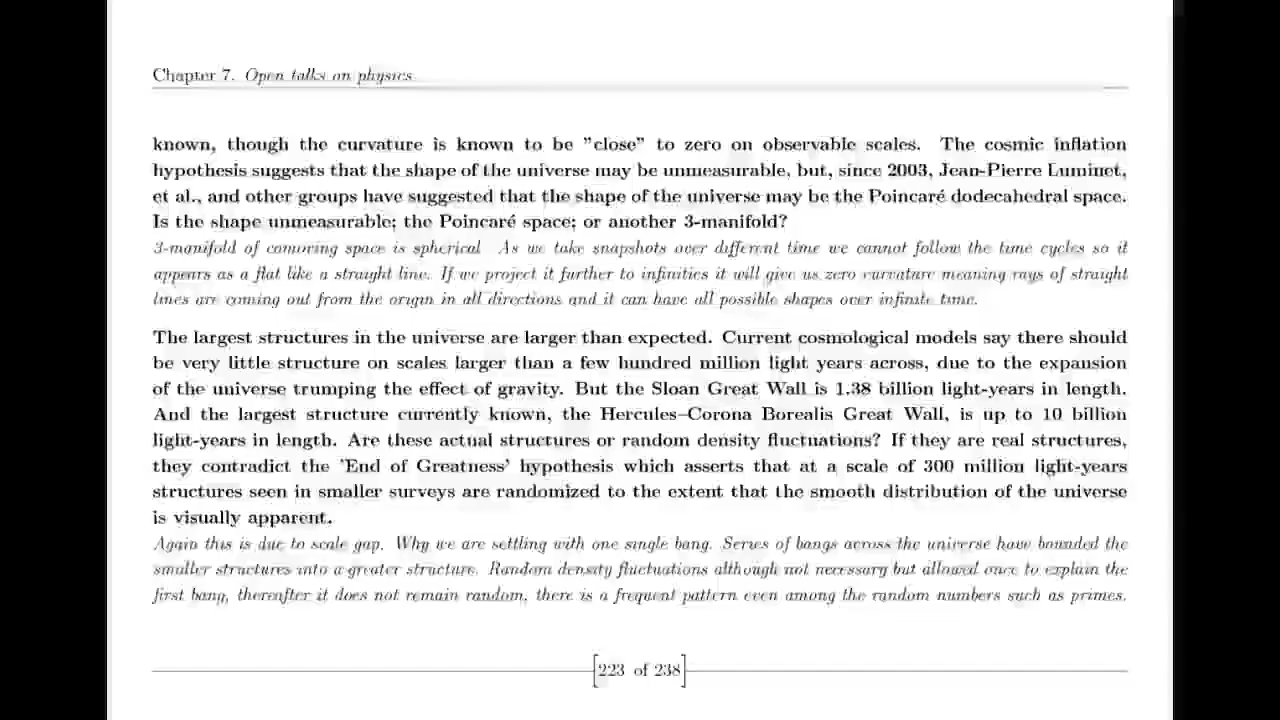 Chapter 7. Open talks on physics
known, though the curvature is known to be ”close” to zero on observable scales. The cosmic inflation
hypothesis suggests that the shape of the universe may be unmeasurable, but, since 2003, Jean-Pierre Luminet,
et al., and other groups have suggested that the shape of the universe may be the Poincaré dodecahedral space.
Is the shape unmeasurable; the Poincaré space; or another 3-manifold?
3-manifold of comoving space is spherical. As we take snapshots over different time we cannot follow the time cycles so it
appears as a flat like a straight line. If we project it further to infinities it will give us zero curvature meaning rays of straight
lines are coming out from the origin in all directions and it can have all possible shapes over infinite time.
The largest structures in the universe are larger than expected. Current cosmological models say there should
be very little structure on scales larger than a few hundred million light years across, due to the expansion
of the universe trumping the effect of gravity. But the Sloan Great Wall is 1.38 billion light-years in length.
And the largest structure currently known, the Hercules–Corona Borealis Great Wall, is up to 10 billion
light-years in length. Are these actual structures or random density fluctuations? If they are real structures,
they contradict the ’End of Greatness’ hypothesis which asserts that at a scale of 300 million light-years
structures seen in smaller surveys are randomized to the extent that the smooth distribution of the universe
is visually apparent.
Again this is due to scale gap. Why we are settling with one single bang. Series of bangs across the universe have bounded the
smaller structures into a greater structure. Random density fluctuations although not necessary but allowed once to explain the
first bang, thereafter it does not remain random, there is a frequent pattern even among the random numbers such as primes.
223 of 238